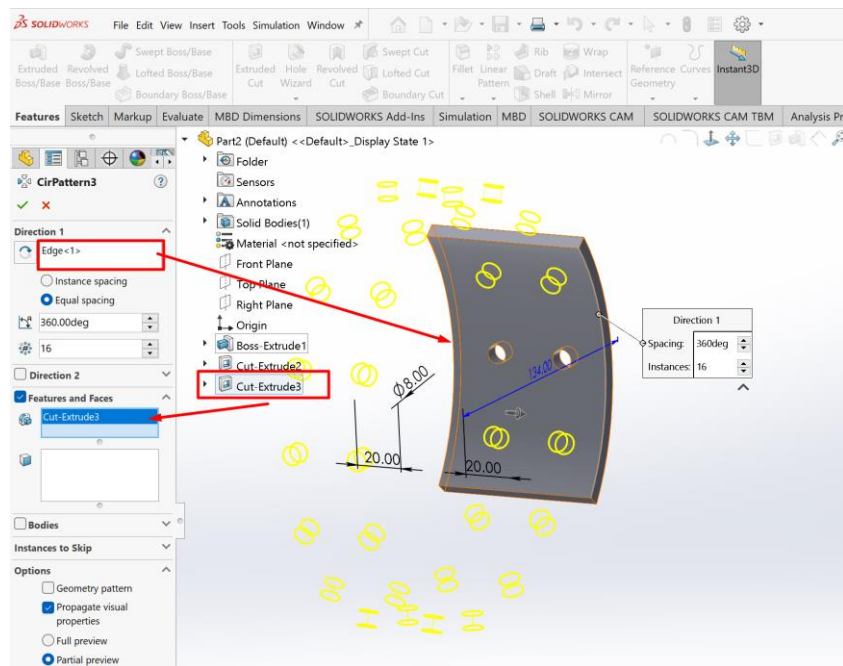 SOLIDWORKS File Edit View Insert Tools Simulation Window
Extruded Boss/Base
Revolved Boss/Base
Swept Boss/Base
Lofted Boss/Base
Boundary Boss/Base
Extruded Cut
Hole Wizard
Revolved Cut
Swept Cut
Lofted Cut
Boundary Cut
Fillet
Linear Pattern
Rib
Draft
Shell
Wrap
Intersect
Mirror
Reference Geometry
Curves
Instant3D
Features Sketch Markup Evaluate MBD Dimensions SOLIDWORKS Add-Ins Simulation MBD SOLIDWORKS CAM SOLIDWORKS CAM TBM Analysis Pr
CirPattern3
Direction 1
Edge<1>
Instance spacing
Equal spacing
360.00deg
16
Direction 2
Features and Faces
Cut-Extrude3
Bodies
Instances to Skip
Options
Geometry pattern
Propagate visual
properties
Full preview
Partial preview
Part2 (Default) <<Default>_Display State 1>
Folder
Sensors
Annotations
Solid Bodies(1)
Material <not specified>
Front Plane
Top Plane
Right Plane
Origin
Boss-Extrude1
Cut-Extrude2
Cut-Extrude3
Ø8.00
20.00
20.00
134.00
Direction 1
Spacing: 360deg
Instances: 16